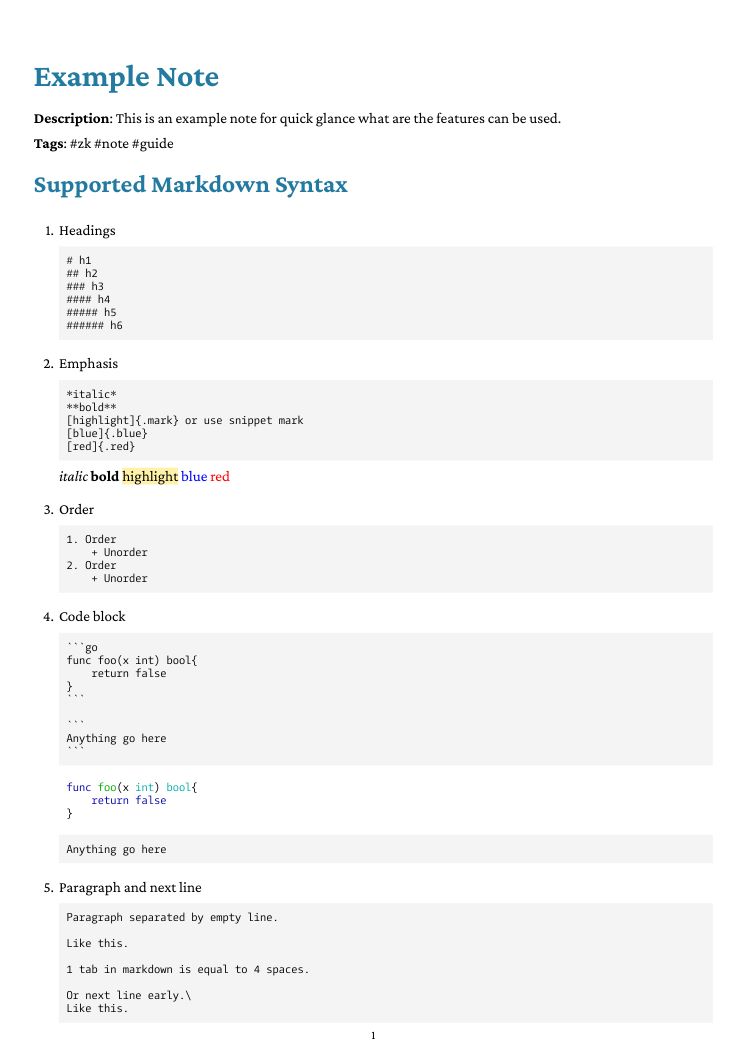 Example Note
Description: This is an example note for quick glance what are the features can be used.
Tags: #zk #note #guide
Supported Markdown Syntax
1. Headings
# h1
## h2
### h3
#### h4
##### h5
###### h6
2. Emphasis
*italic*
**bold**
[highlight]{.mark} or use snippet mark
[blue]{.blue}
[red]{.red}
italic bold highlight blue red
3. Order
1. Order
    + Unorder
2. Order
    + Unorder
4. Code block
```go
func foo(x int) bool{
    return false
}
```

```
Anything go here
```
func foo(x int) bool{
    return false
}
Anything go here
5. Paragraph and next line
Paragraph separated by empty line.

Like this.

1 tab in markdown is equal to 4 spaces.

Or next line early.\
Like this.
1